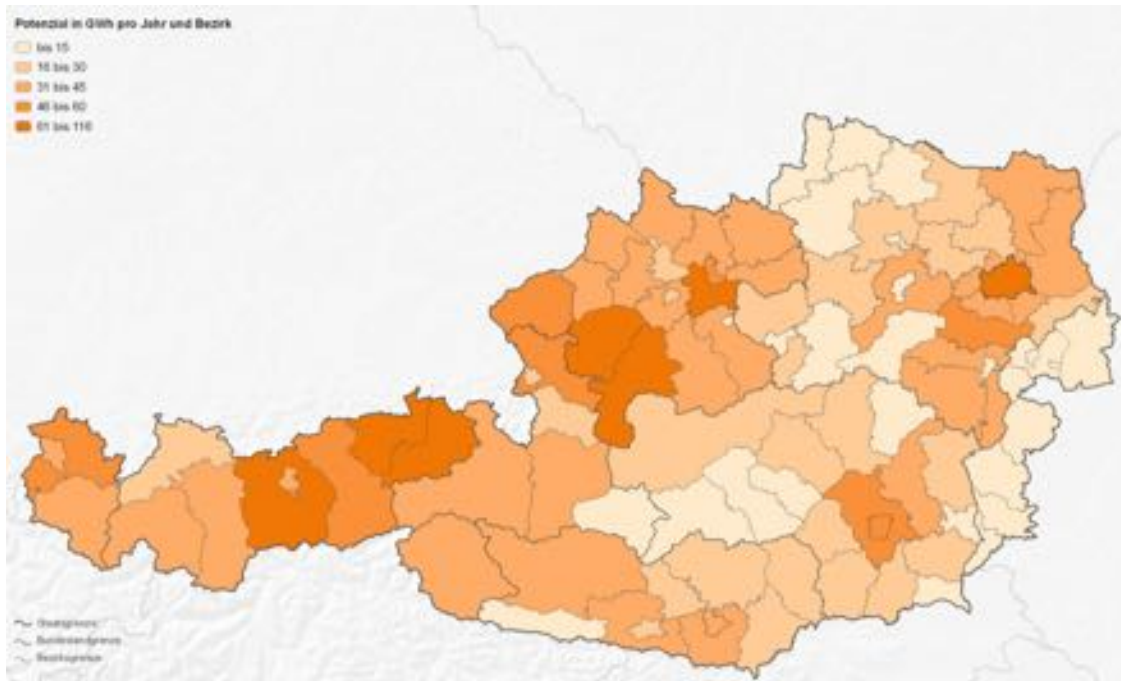 Potenzial in GWh pro Jahr und Bezirk
bis 15
16 bis 30
31 bis 45
46 bis 60
61 bis 116
Staatsgrenze
Bundeslandgrenze
Bezirksgrenze